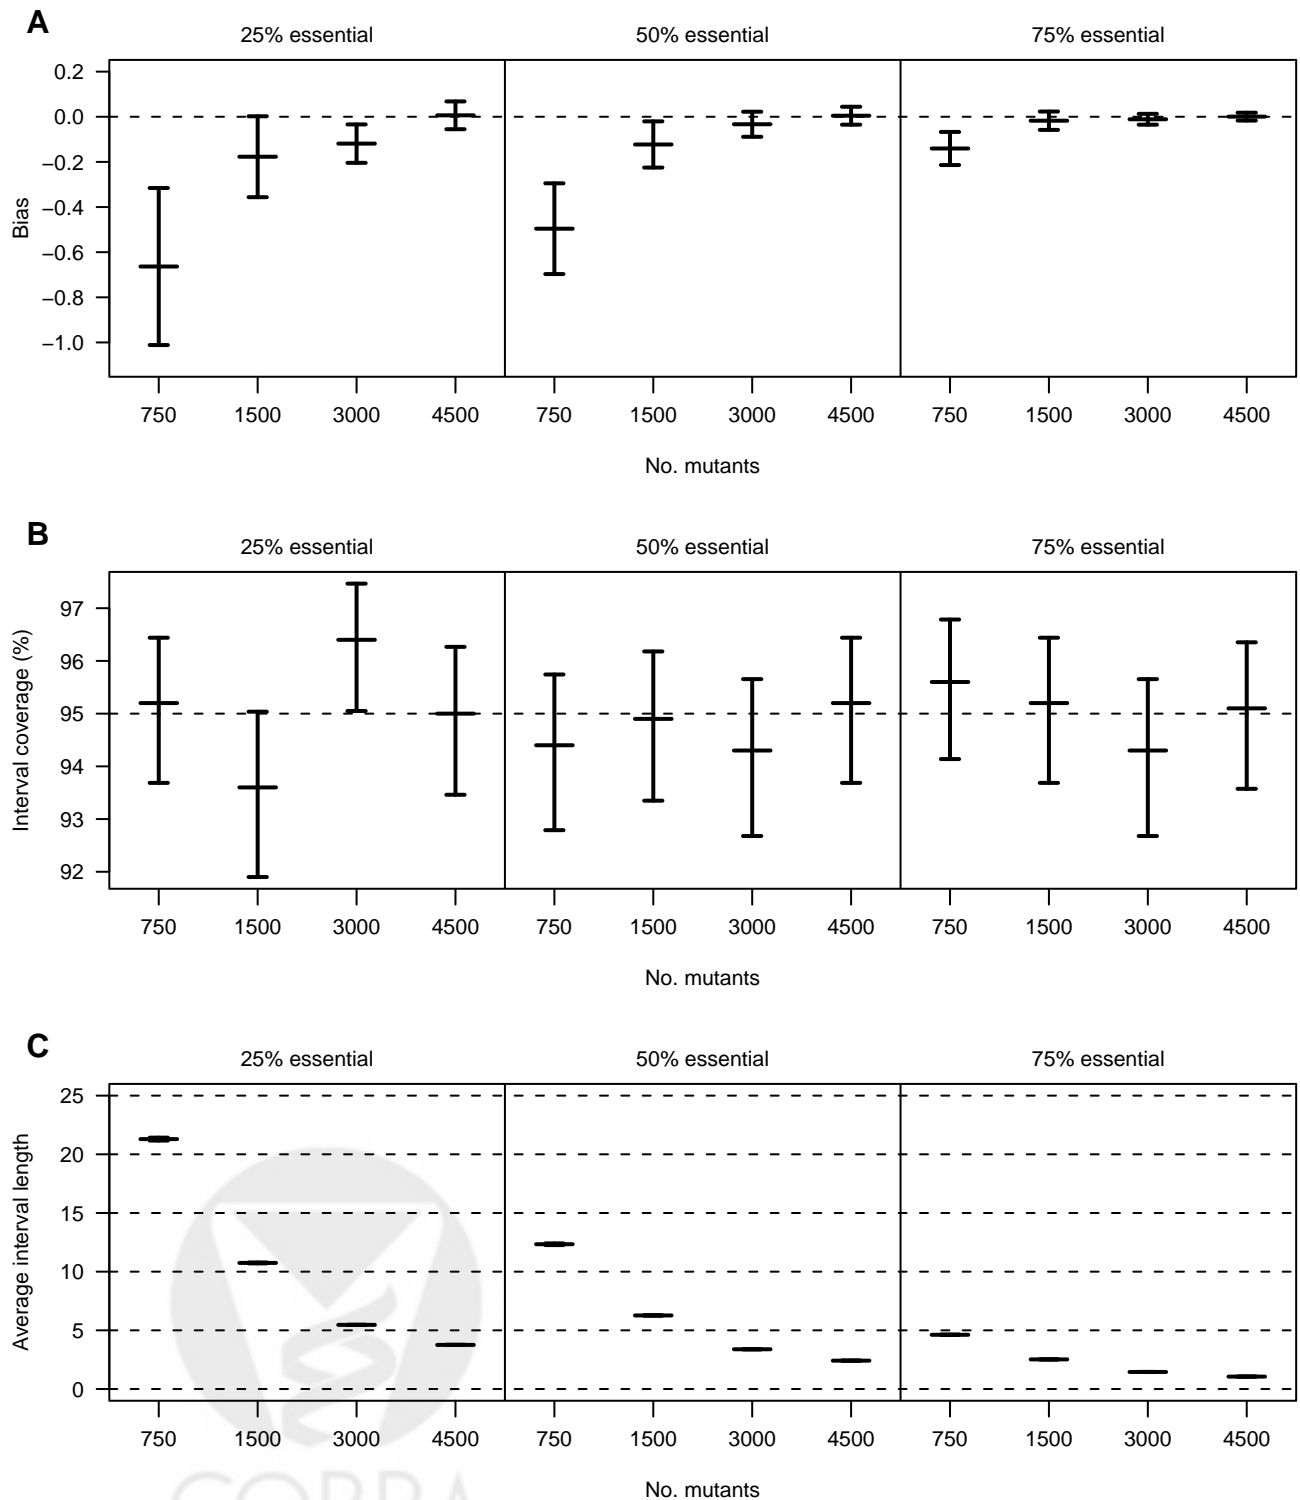 A
25% essential 50% essential 75% essential
0.2
0.0
−0.2
−0.4
−0.6
−0.8
−1.0
Bias
750 1500 3000 4500 750 1500 3000 4500 750 1500 3000 4500
No. mutants
B
25% essential 50% essential 75% essential
97
96
95
94
93
92
Interval coverage (%)
750 1500 3000 4500 750 1500 3000 4500 750 1500 3000 4500
No. mutants
C
25% essential 50% essential 75% essential
25
20
15
10
5
0
Average interval length
750 1500 3000 4500 750 1500 3000 4500 750 1500 3000 4500
No. mutants